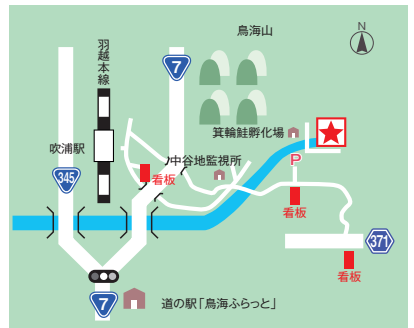 N
鳥海山
羽越本線
7
箕輪鮭孵化場
吹浦駅
中谷地監視所
P
345
看板
看板
371
看板
7
道の駅「鳥海ふらっと」